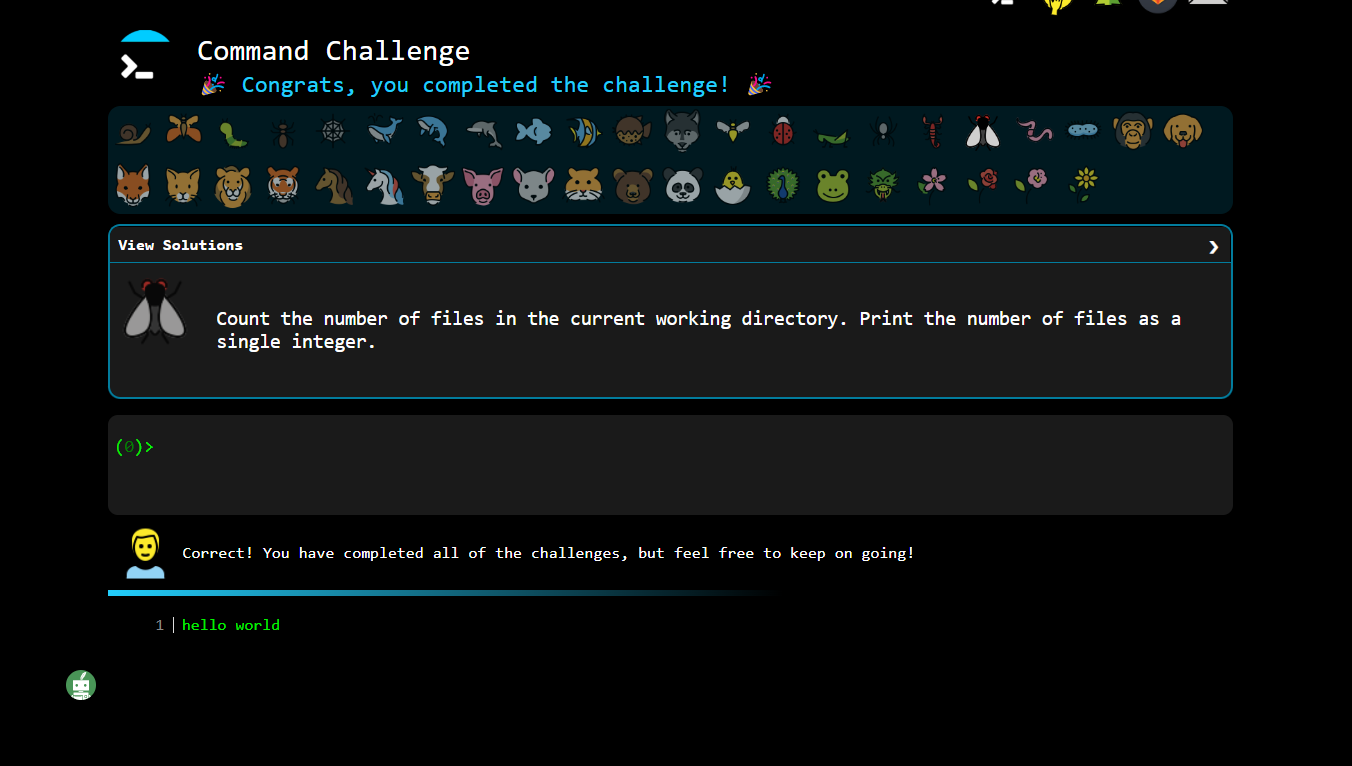 Command Challenge
🎉 Congrats, you completed the challenge! 🎉
View Solutions ❯
Count the number of files in the current working directory. Print the number of files as a
single integer.
(0)>
Correct! You have completed all of the challenges, but feel free to keep on going!
1 hello world